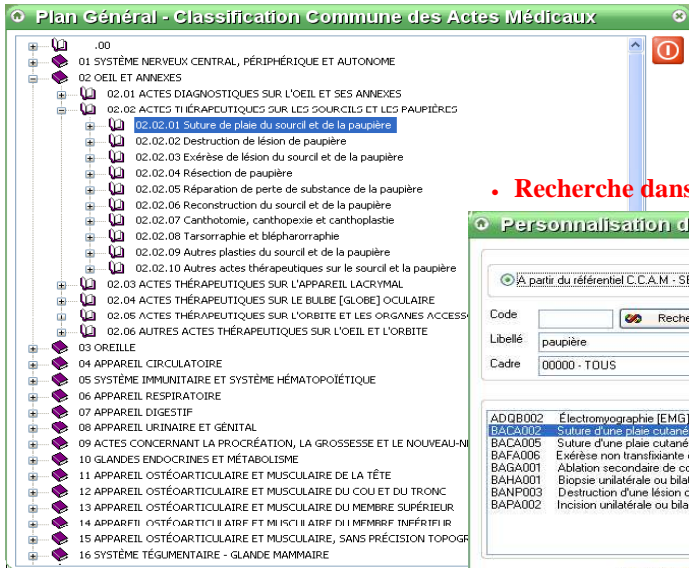 Plan Général - Classification Commune des Actes Médicaux
.00
01 SYSTÈME NERVEUX CENTRAL, PÉRIPHÉRIQUE ET AUTONOME
02 OEIL ET ANNEXES
02.01 ACTES DIAGNOSTIQUES SUR L'OEIL ET SES ANNEXES
02.02 ACTES THÉRAPEUTIQUES SUR LES SOURCILS ET LES PAUPIÈRES
02.02.01 Suture de plaie du sourcil et de la paupière
02.02.02 Destruction de lésion de paupière
02.02.03 Exérèse de lésion du sourcil et de la paupière
02.02.04 Résection de paupière
02.02.05 Réparation de perte de substance de la paupière
02.02.06 Reconstruction du sourcil et de la paupière
02.02.07 Canthotomie, canthopexie et canthoplastie
02.02.08 Tarsorraphie et blépharorraphie
02.02.09 Autres plasties du sourcil et de la paupière
02.02.10 Autres actes thérapeutiques sur le sourcil et la paupière
02.03 ACTES THÉRAPEUTIQUES SUR L'APPAREIL LACRYMAL
02.04 ACTES THÉRAPEUTIQUES SUR LE BULBE [GLOBE] OCULAIRE
02.05 ACTES THÉRAPEUTIQUES SUR L'ORBITE ET LES ORGANES ACCESS
02.06 AUTRES ACTES THÉRAPEUTIQUES SUR L'OEIL ET L'ORBITE
03 OREILLE
04 APPAREIL CIRCULATOIRE
05 SYSTÈME IMMUNITAIRE ET SYSTÈME HÉMATOPOÏÉTIQUE
06 APPAREIL RESPIRATOIRE
07 APPAREIL DIGESTIF
08 APPAREIL URINAIRE ET GÉNITAL
09 ACTES CONCERNANT LA PROCRÉATION, LA GROSSESSE ET LE NOUVEAU-N
10 GLANDES ENDOCRINES ET MÉTABOLISME
11 APPAREIL OSTÉOARTICULAIRE ET MUSCULAIRE DE LA TÊTE
12 APPAREIL OSTÉOARTICULAIRE ET MUSCULAIRE DU COU ET DU TRONC
13 APPAREIL OSTÉOARTICULAIRE ET MUSCULAIRE DU MEMBRE SUPÉRIEUR
14 APPAREIL OSTÉOARTICULAIRE ET MUSCULAIRE DU MEMBRE INFÉRIEUR
15 APPAREIL OSTÉOARTICULAIRE ET MUSCULAIRE, SANS PRÉCISION TOPOGR
16 SYSTÈME TÉGUMENTAIRE - GLANDE MAMMAIRE
• Recherche dans
Personnalisation d
A partir du référentiel C.C.A.M - SE
Code
Reche
Libellé paupière
Cadre 00000 - TOUS
ADQB002 Électromyographie [EMG]
BACA002 Suture d'une plaie cutané
BACA005 Suture d'une plaie cutané
BAFA006 Exérèse non transfixiante
BAGA001 Ablation secondaire de co
BAHA001 Biopsie unilatérale ou bilat
BANP003 Destruction d'une lésion c
BAPA002 Incision unilatérale ou bila